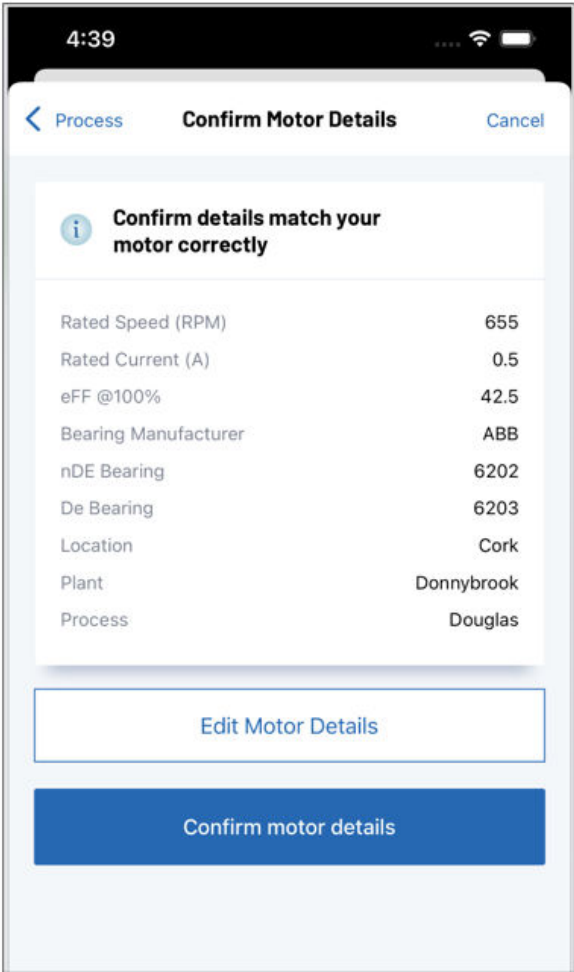 4:39
Process Confirm Motor Details Cancel
i Confirm details match your
motor correctly
Rated Speed (RPM) 655
Rated Current (A) 0.5
eFF @100% 42.5
Bearing Manufacturer ABB
nDE Bearing 6202
De Bearing 6203
Location Cork
Plant Donnybrook
Process Douglas
Edit Motor Details
Confirm motor details